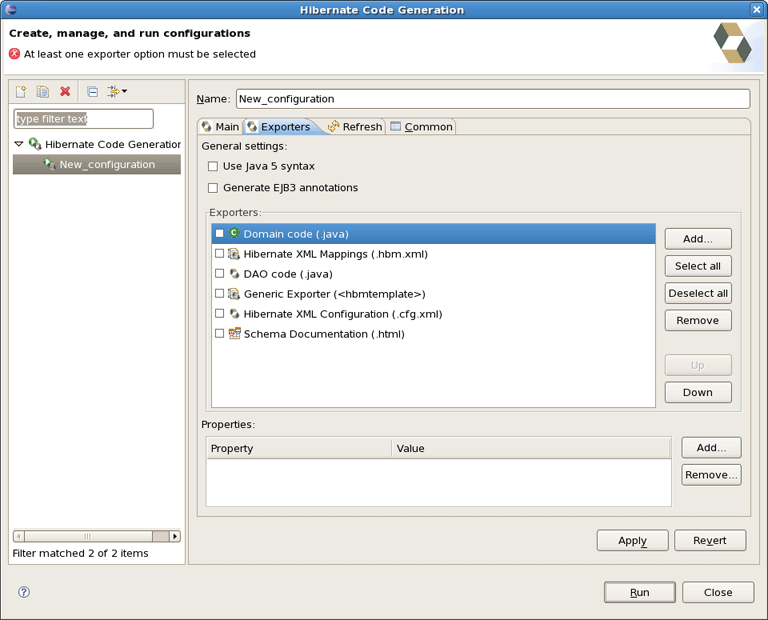 Hibernate Code Generation
Create, manage, and run configurations
At least one exporter option must be selected
type filter text
Hibernate Code Generation
New_configuration
Filter matched 2 of 2 items
Name: New_configuration
Main Exporters Refresh Common
General settings:
Use Java 5 syntax
Generate EJB3 annotations
Exporters:
Domain code (.java)
Hibernate XML Mappings (.hbm.xml)
DAO code (.java)
Generic Exporter (<hbmtemplate>)
Hibernate XML Configuration (.cfg.xml)
Schema Documentation (.html)
Add...
Select all
Deselect all
Remove
Up
Down
Properties:
Property Value
Add...
Remove...
Apply Revert
Run Close